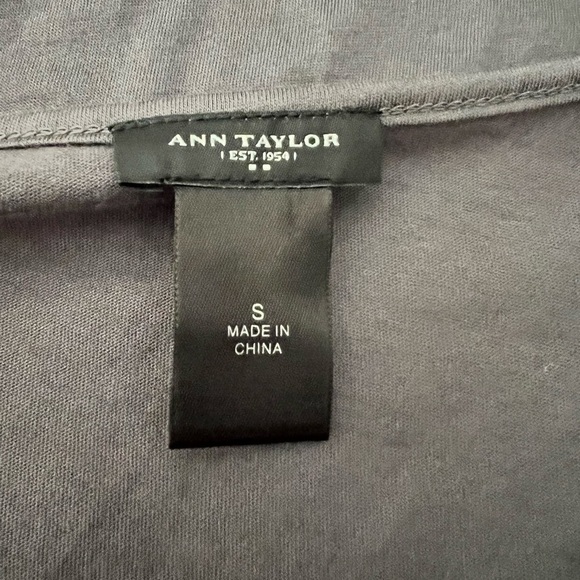 ANN TAYLOR
EST. 1954
S
MADE IN
CHINA